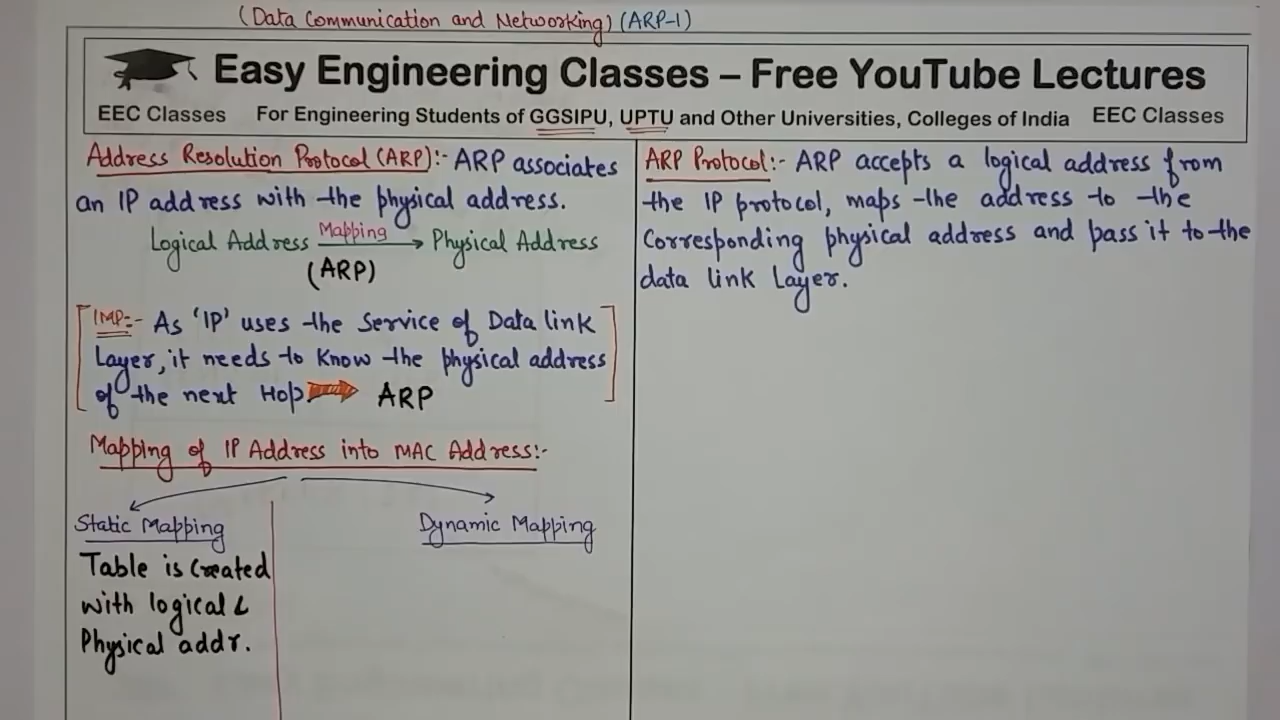 (Data Communication and Networking) (ARP-1)
Easy Engineering Classes – Free YouTube Lectures
EEC Classes For Engineering Students of GGSIPU, UPTU and Other Universities, Colleges of India EEC Classes
Address Resolution Protocol (ARP):- ARP associates
an IP address with the physical address.
Logical Address Mapping Physical Address
(ARP)
IMP:- As 'IP' uses the Service of Data link
Layer, it needs to know the physical address
of the next Hop. ARP
Mapping of IP Address into MAC Address:-
Static Mapping
Table is Created
with logical &
Physical addr.
Dynamic Mapping
ARP Protocol:- ARP accepts a logical address from
the IP protocol, maps the address to the
Corresponding physical address and pass it to the
data link Layer.